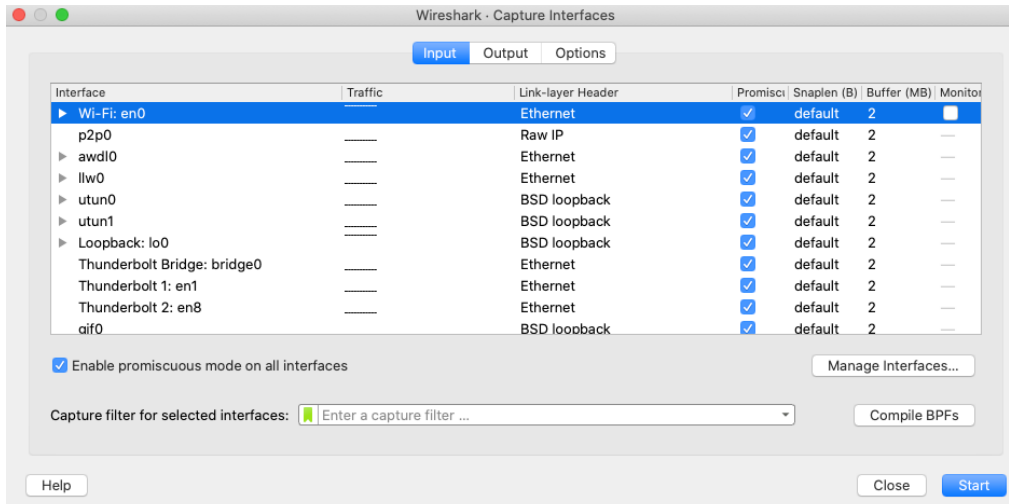 Wireshark · Capture Interfaces
Input Output Options
Interface Traffic Link-layer Header Promisc Snaplen (B) Buffer (MB) Monitor
Wi-Fi: en0 Ethernet default 2
p2p0 Raw IP default 2 —
awdl0 Ethernet default 2 —
llw0 Ethernet default 2 —
utun0 BSD loopback default 2 —
utun1 BSD loopback default 2 —
Loopback: lo0 BSD loopback default 2 —
Thunderbolt Bridge: bridge0 Ethernet default 2 —
Thunderbolt 1: en1 Ethernet default 2 —
Thunderbolt 2: en8 Ethernet default 2 —
gif0 BSD loopback default 2 —
Enable promiscuous mode on all interfaces
Manage Interfaces...
Capture filter for selected interfaces: Enter a capture filter ... Compile BPFs
Help Close Start